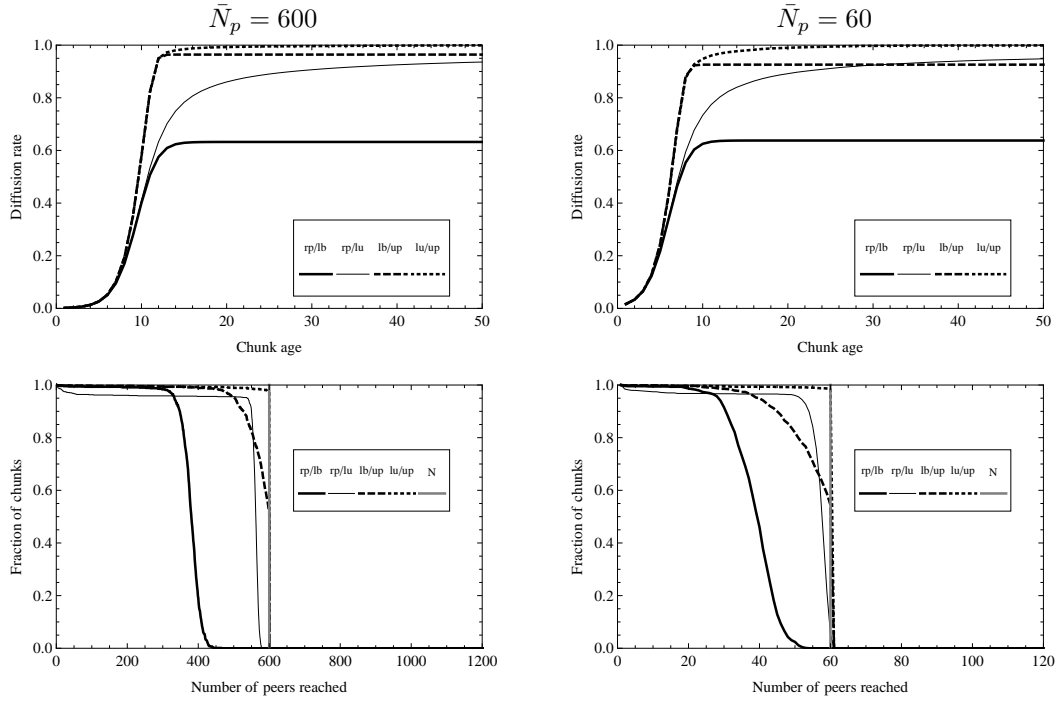 N̄p = 600
1.0
0.8
0.6
0.4
0.2
0.0
Diffusion rate
rp/lb rp/lu lb/up lu/up
0 10 20 30 40 50
Chunk age
N̄p = 60
1.0
0.8
0.6
0.4
0.2
0.0
Diffusion rate
rp/lb rp/lu lb/up lu/up
0 10 20 30 40 50
Chunk age
1.0
0.8
0.6
0.4
0.2
0.0
Fraction of chunks
rp/lb rp/lu lb/up lu/up N
0 200 400 600 800 1000 1200
Number of peers reached
1.0
0.8
0.6
0.4
0.2
0.0
Fraction of chunks
rp/lb rp/lu lb/up lu/up N
0 20 40 60 80 100 120
Number of peers reached